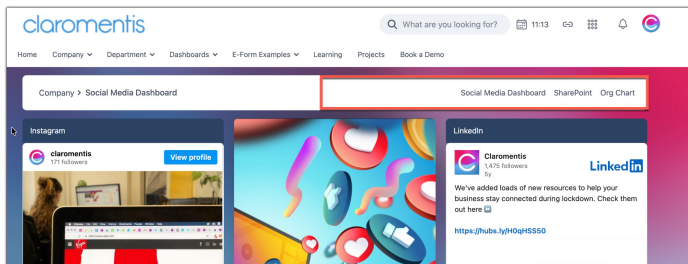 claromentis
What are you looking for?
11:13
Home Company Department Dashboards E-Form Examples Learning Projects Book a Demo
Company > Social Media Dashboard
Social Media Dashboard SharePoint Org Chart
Instagram
claromentis
171 followers
View profile
LinkedIn
Claromentis
1,475 followers
5y
Linked in
We've added loads of new resources to help your
business stay connected during lockdown. Check them
out here
https://hubs.ly/H0qHSS50